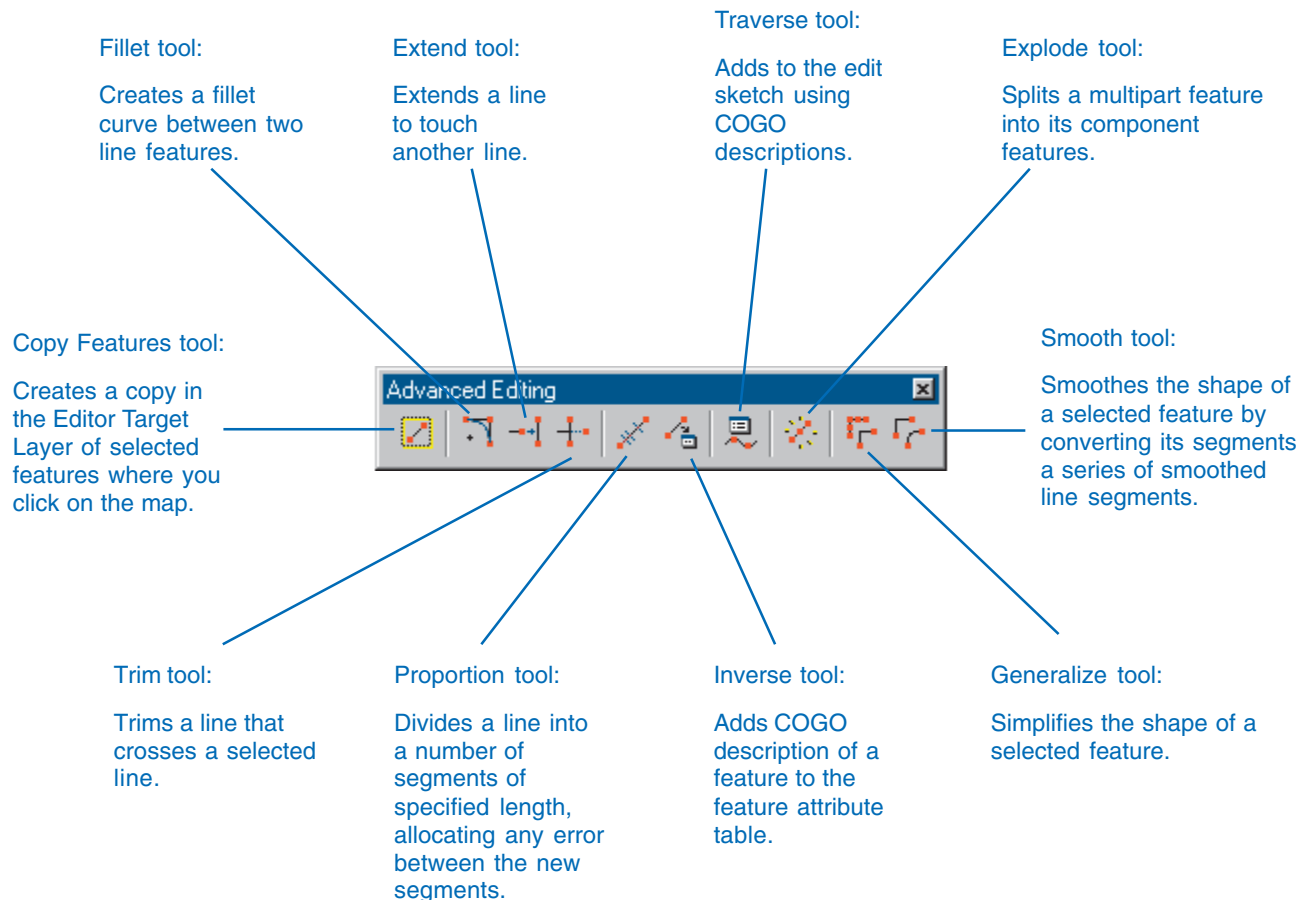 Fillet tool:
Creates a fillet
curve between two
line features.
Extend tool:
Extends a line
to touch
another line.
Traverse tool:
Adds to the edit
sketch using
COGO
descriptions.
Explode tool:
Splits a multipart feature
into its component
features.
Copy Features tool:
Creates a copy in
the Editor Target
Layer of selected
features where you
click on the map.
Advanced Editing
Smooth tool:
Smoothes the shape of
a selected feature by
converting its segments
a series of smoothed
line segments.
Trim tool:
Trims a line that
crosses a selected
line.
Proportion tool:
Divides a line into
a number of
segments of
specified length,
allocating any error
between the new
segments.
Inverse tool:
Adds COGO
description of a
feature to the
feature attribute
table.
Generalize tool:
Simplifies the shape of a
selected feature.